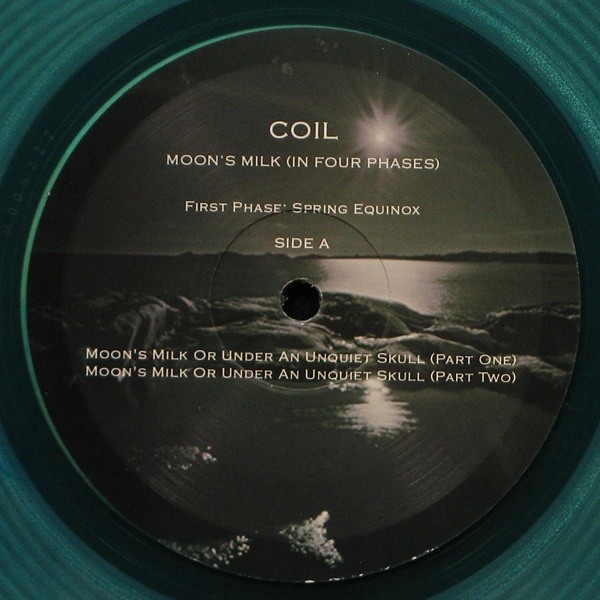 COIL
MOON'S MILK (IN FOUR PHASES)
FIRST PHASE: SPRING EQUINOX
SIDE A
MOON'S MILK OR UNDER AN UNQUIET SKULL (PART ONE)
MOON'S MILK OR UNDER AN UNQUIET SKULL (PART TWO)